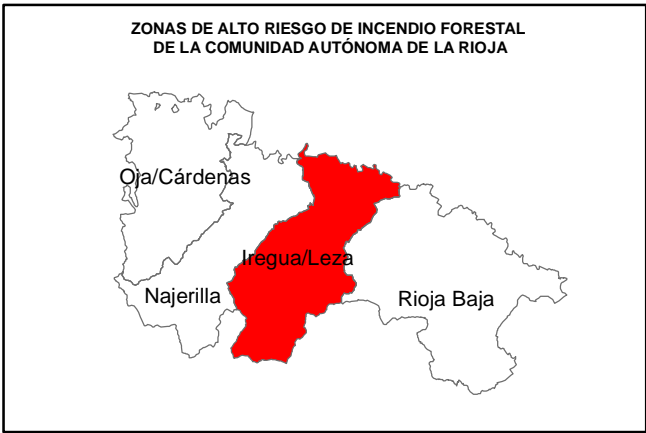 ZONAS DE ALTO RIESGO DE INCENDIO FORESTAL
DE LA COMUNIDAD AUTÓNOMA DE LA RIOJA
Oja/Cárdenas
Iregua/Leza
Najerilla
Rioja Baja